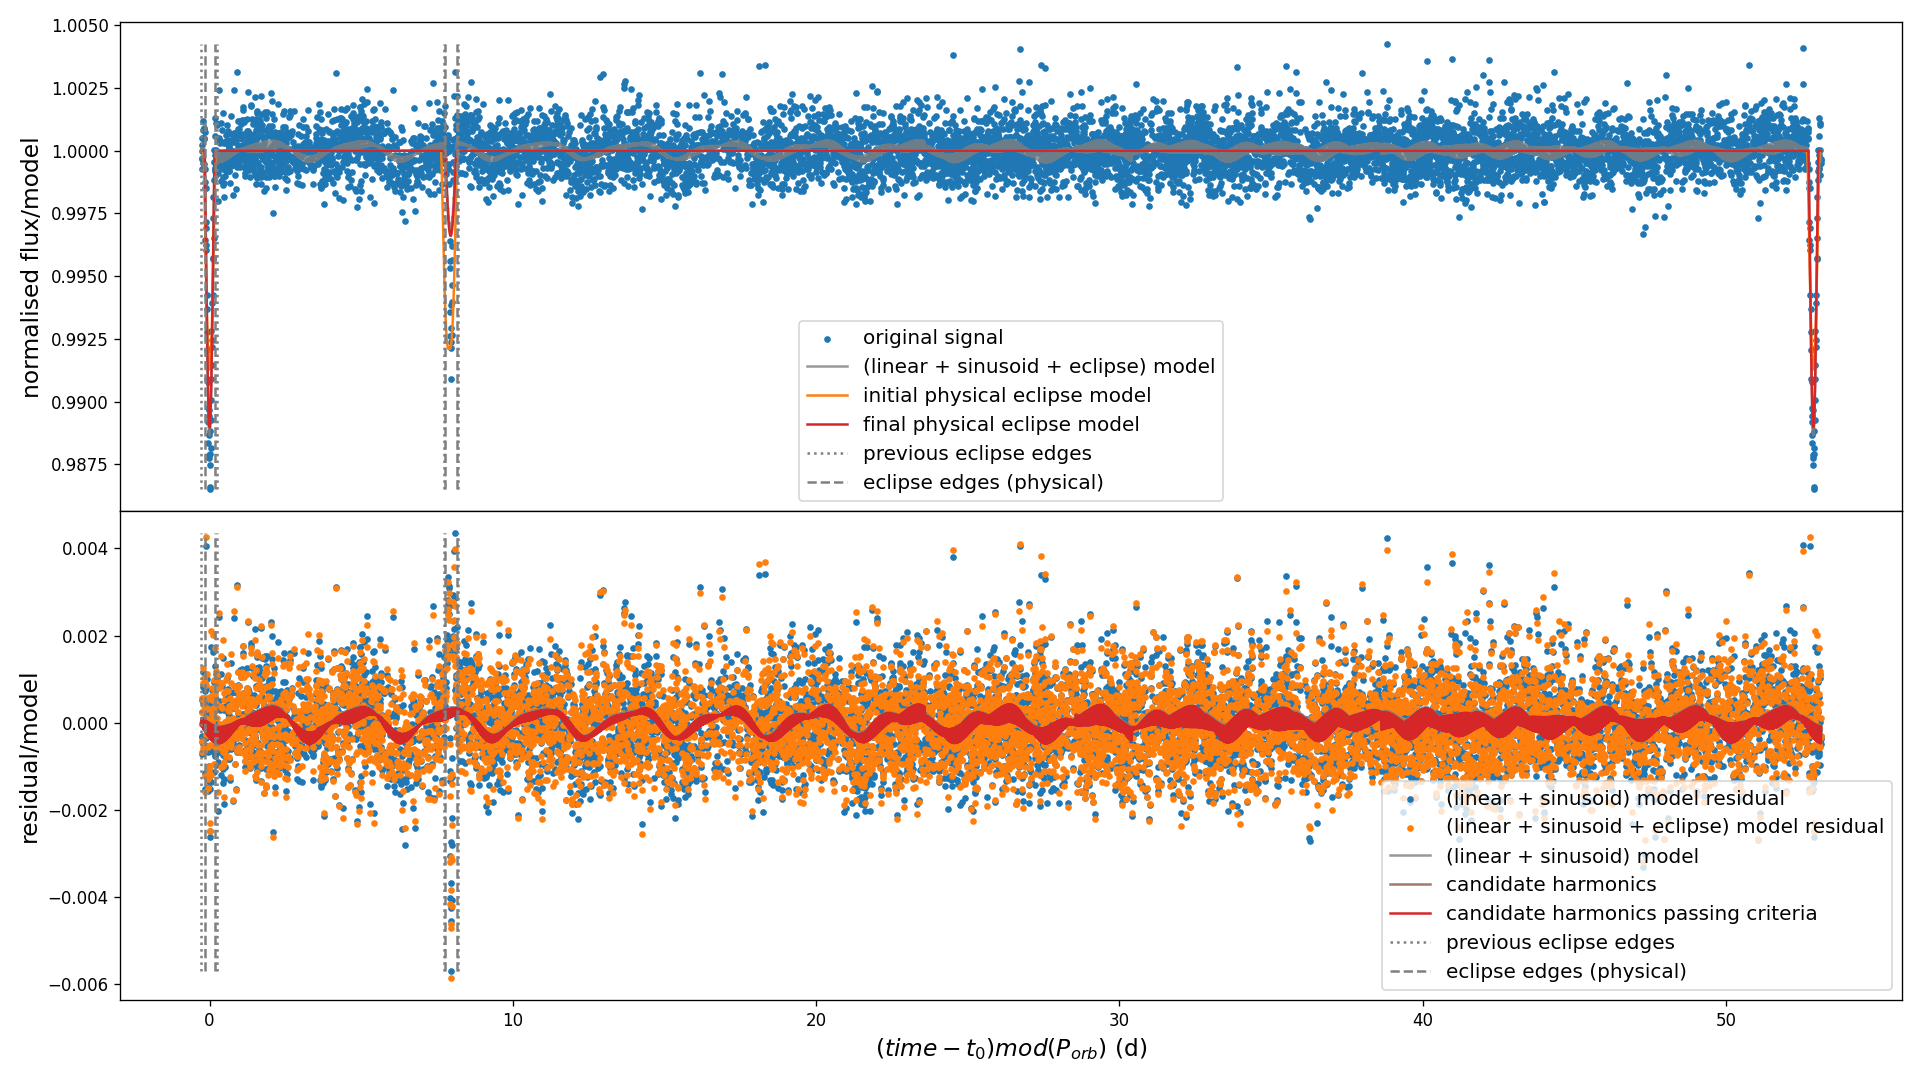 normalised flux/model
1.0050
1.0025
1.0000
0.9975
0.9950
0.9925
0.9900
0.9875
original signal
(linear + sinusoid + eclipse) model
initial physical eclipse model
final physical eclipse model
previous eclipse edges
eclipse edges (physical)
residual/model
0.004
0.002
0.000
−0.002
−0.004
−0.006
(linear + sinusoid) model residual
(linear + sinusoid + eclipse) model residual
(linear + sinusoid) model
candidate harmonics
candidate harmonics passing criteria
previous eclipse edges
eclipse edges (physical)
0 10 20 30 40 50
(time − t₀)mod(P_orb) (d)